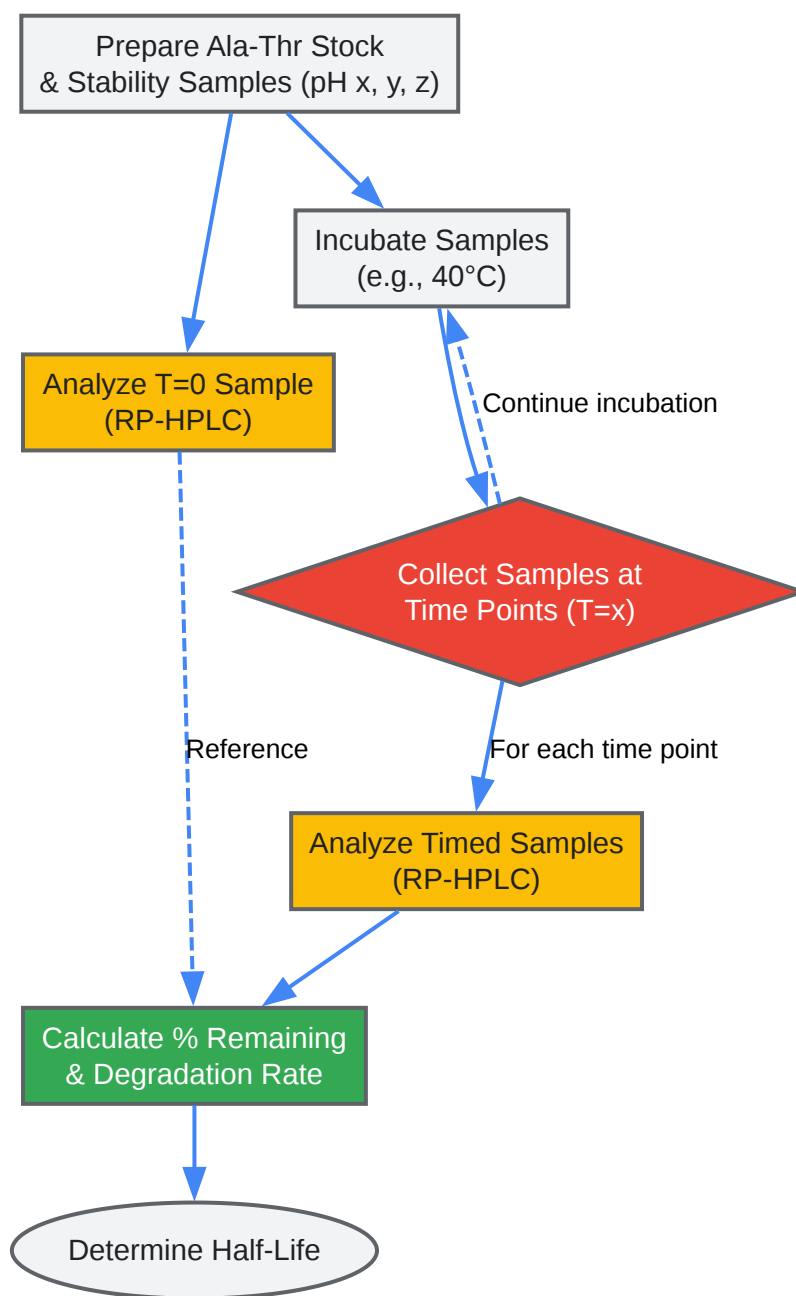 Prepare Ala-Thr Stock
& Stability Samples (pH x, y, z)
Incubate Samples
(e.g., 40°C)
Analyze T=0 Sample
(RP-HPLC)
Continue incubation
Collect Samples at
Time Points (T=x)
Reference
For each time point
Analyze Timed Samples
(RP-HPLC)
Calculate % Remaining
& Degradation Rate
Determine Half-Life